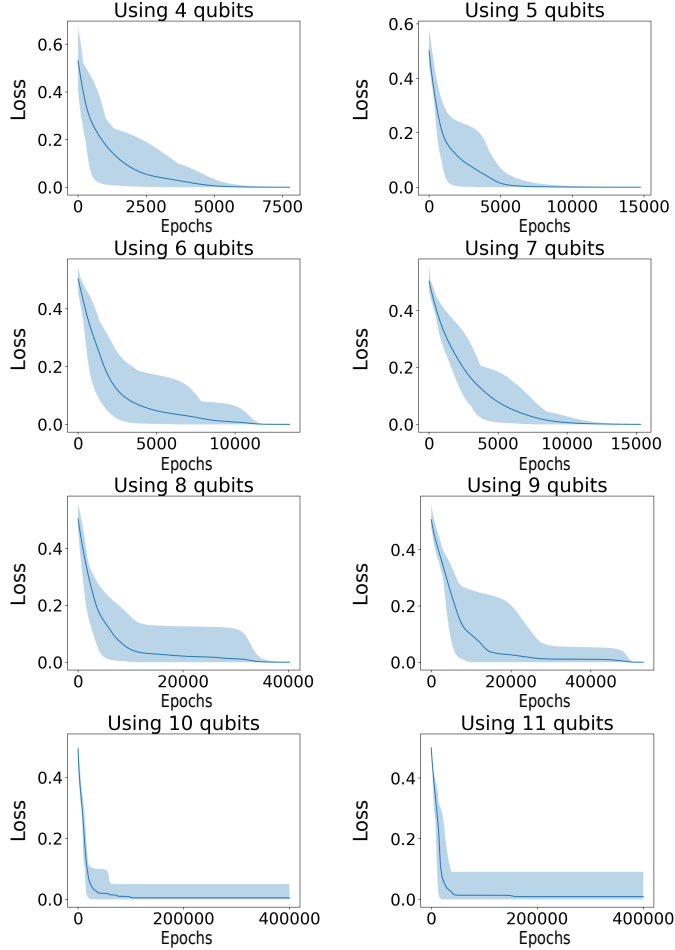 Using 4 qubits
Loss
0.6
0.4
0.2
0.0
0 2500 5000 7500
Epochs
Using 5 qubits
Loss
0.6
0.4
0.2
0.0
0 5000 10000 15000
Epochs
Using 6 qubits
Loss
0.4
0.2
0.0
0 5000 10000
Epochs
Using 7 qubits
Loss
0.4
0.2
0.0
0 5000 10000 15000
Epochs
Using 8 qubits
Loss
0.4
0.2
0.0
0 20000 40000
Epochs
Using 9 qubits
Loss
0.4
0.2
0.0
0 20000 40000
Epochs
Using 10 qubits
Loss
0.4
0.2
0.0
0 200000 400000
Epochs
Using 11 qubits
Loss
0.4
0.2
0.0
0 200000 400000
Epochs